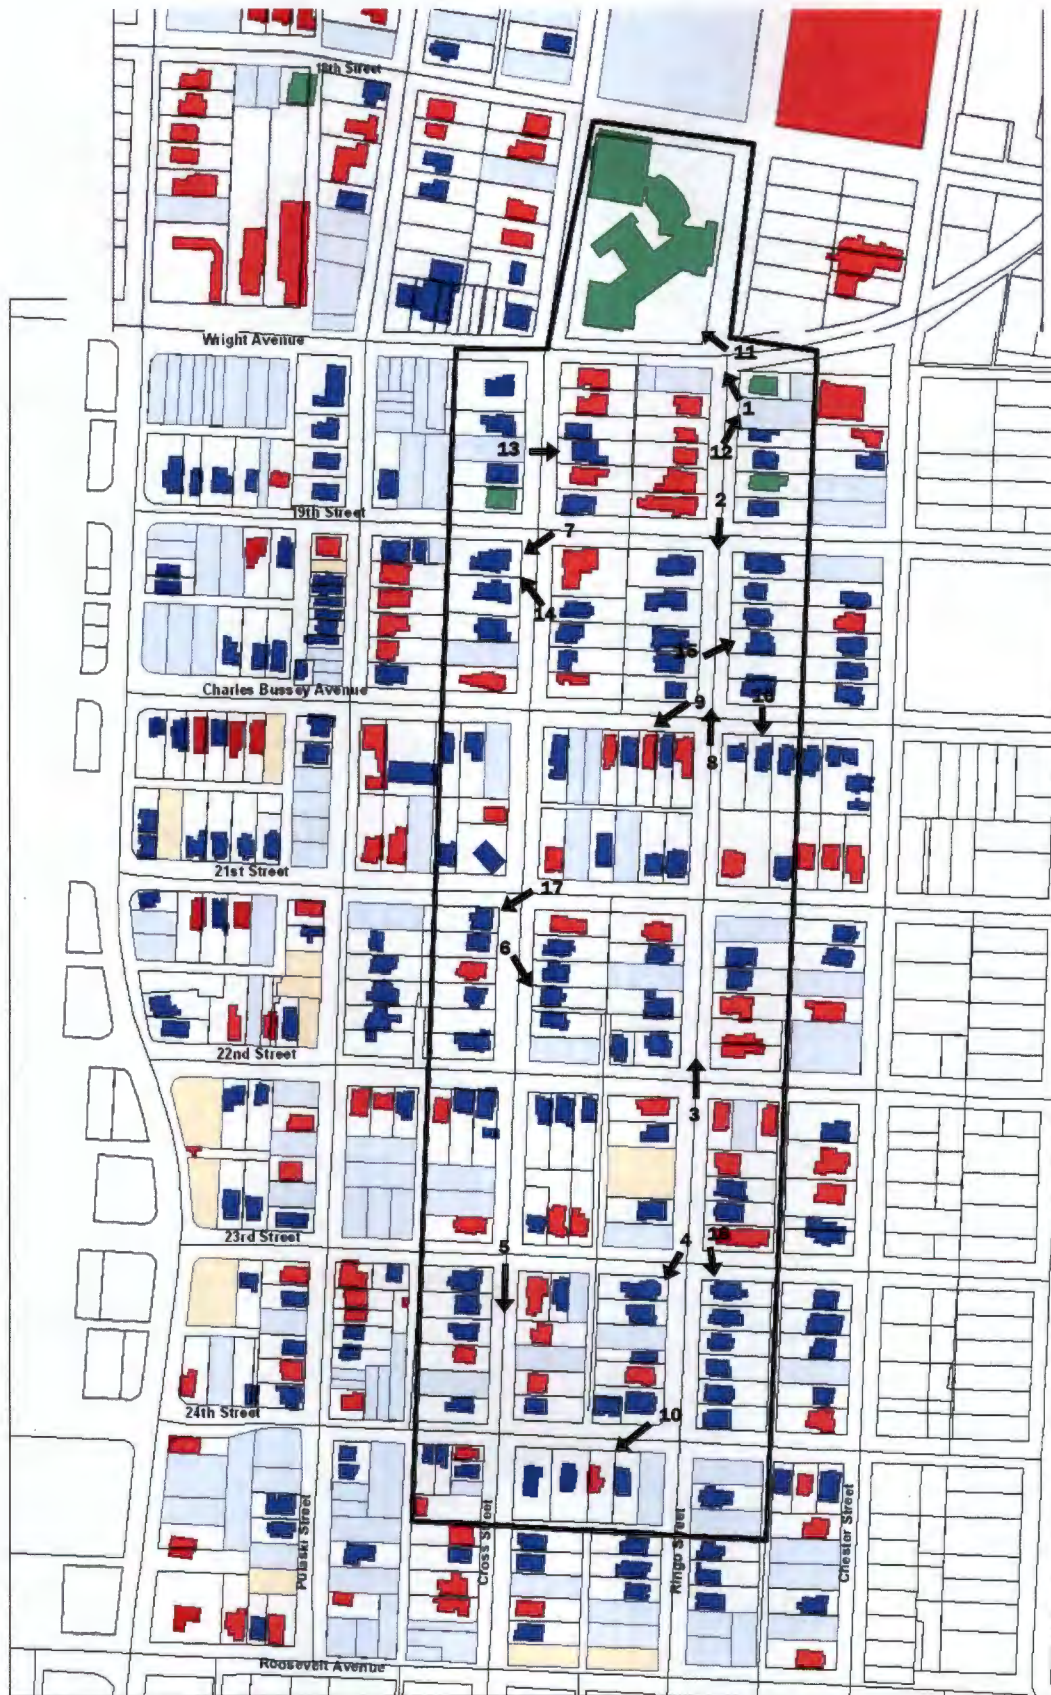 18th Street
Wright Avenue
11
1
13
12
2
19th Street
7
14
15
Charles Bussey Avenue
9
16
8
21st Street
17
6
22nd Street
3
23rd Street
5
4
18
24th Street
10
Pulaski Street
Cross Street
Ringo Street
Chester Street
Roosevelt Avenue